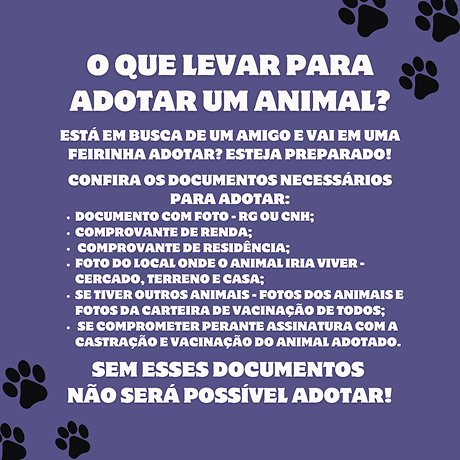 O QUE LEVAR PARA
ADOTAR UM ANIMAL?
ESTÁ EM BUSCA DE UM AMIGO E VAI EM UMA
FEIRINHA ADOTAR? ESTEJA PREPARADO!
CONFIRA OS DOCUMENTOS NECESSÁRIOS
PARA ADOTAR:
• DOCUMENTO COM FOTO - RG OU CNH;
• COMPROVANTE DE RENDA;
• COMPROVANTE DE RESIDÊNCIA;
• FOTO DO LOCAL ONDE O ANIMAL IRIA VIVER -
CERCADO, TERRENO E CASA;
• SE TIVER OUTROS ANIMAIS - FOTOS DOS ANIMAIS E
FOTOS DA CARTEIRA DE VACINAÇÃO DE TODOS;
• SE COMPROMETER PERANTE ASSINATURA COM A
CASTRAÇÃO E VACINAÇÃO DO ANIMAL ADOTADO.
SEM ESSES DOCUMENTOS
NÃO SERÁ POSSÍVEL ADOTAR!